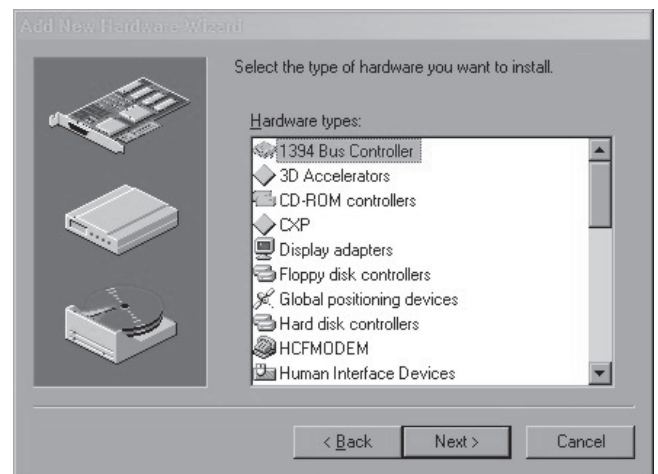 Add New Hardware Wizard
Select the type of hardware you want to install.
Hardware types:
1394 Bus Controller
3D Accelerators
CD-ROM controllers
CXP
Display adapters
Floppy disk controllers
Global positioning devices
Hard disk controllers
HCFMODEM
Human Interface Devices
< Back
Next >
Cancel